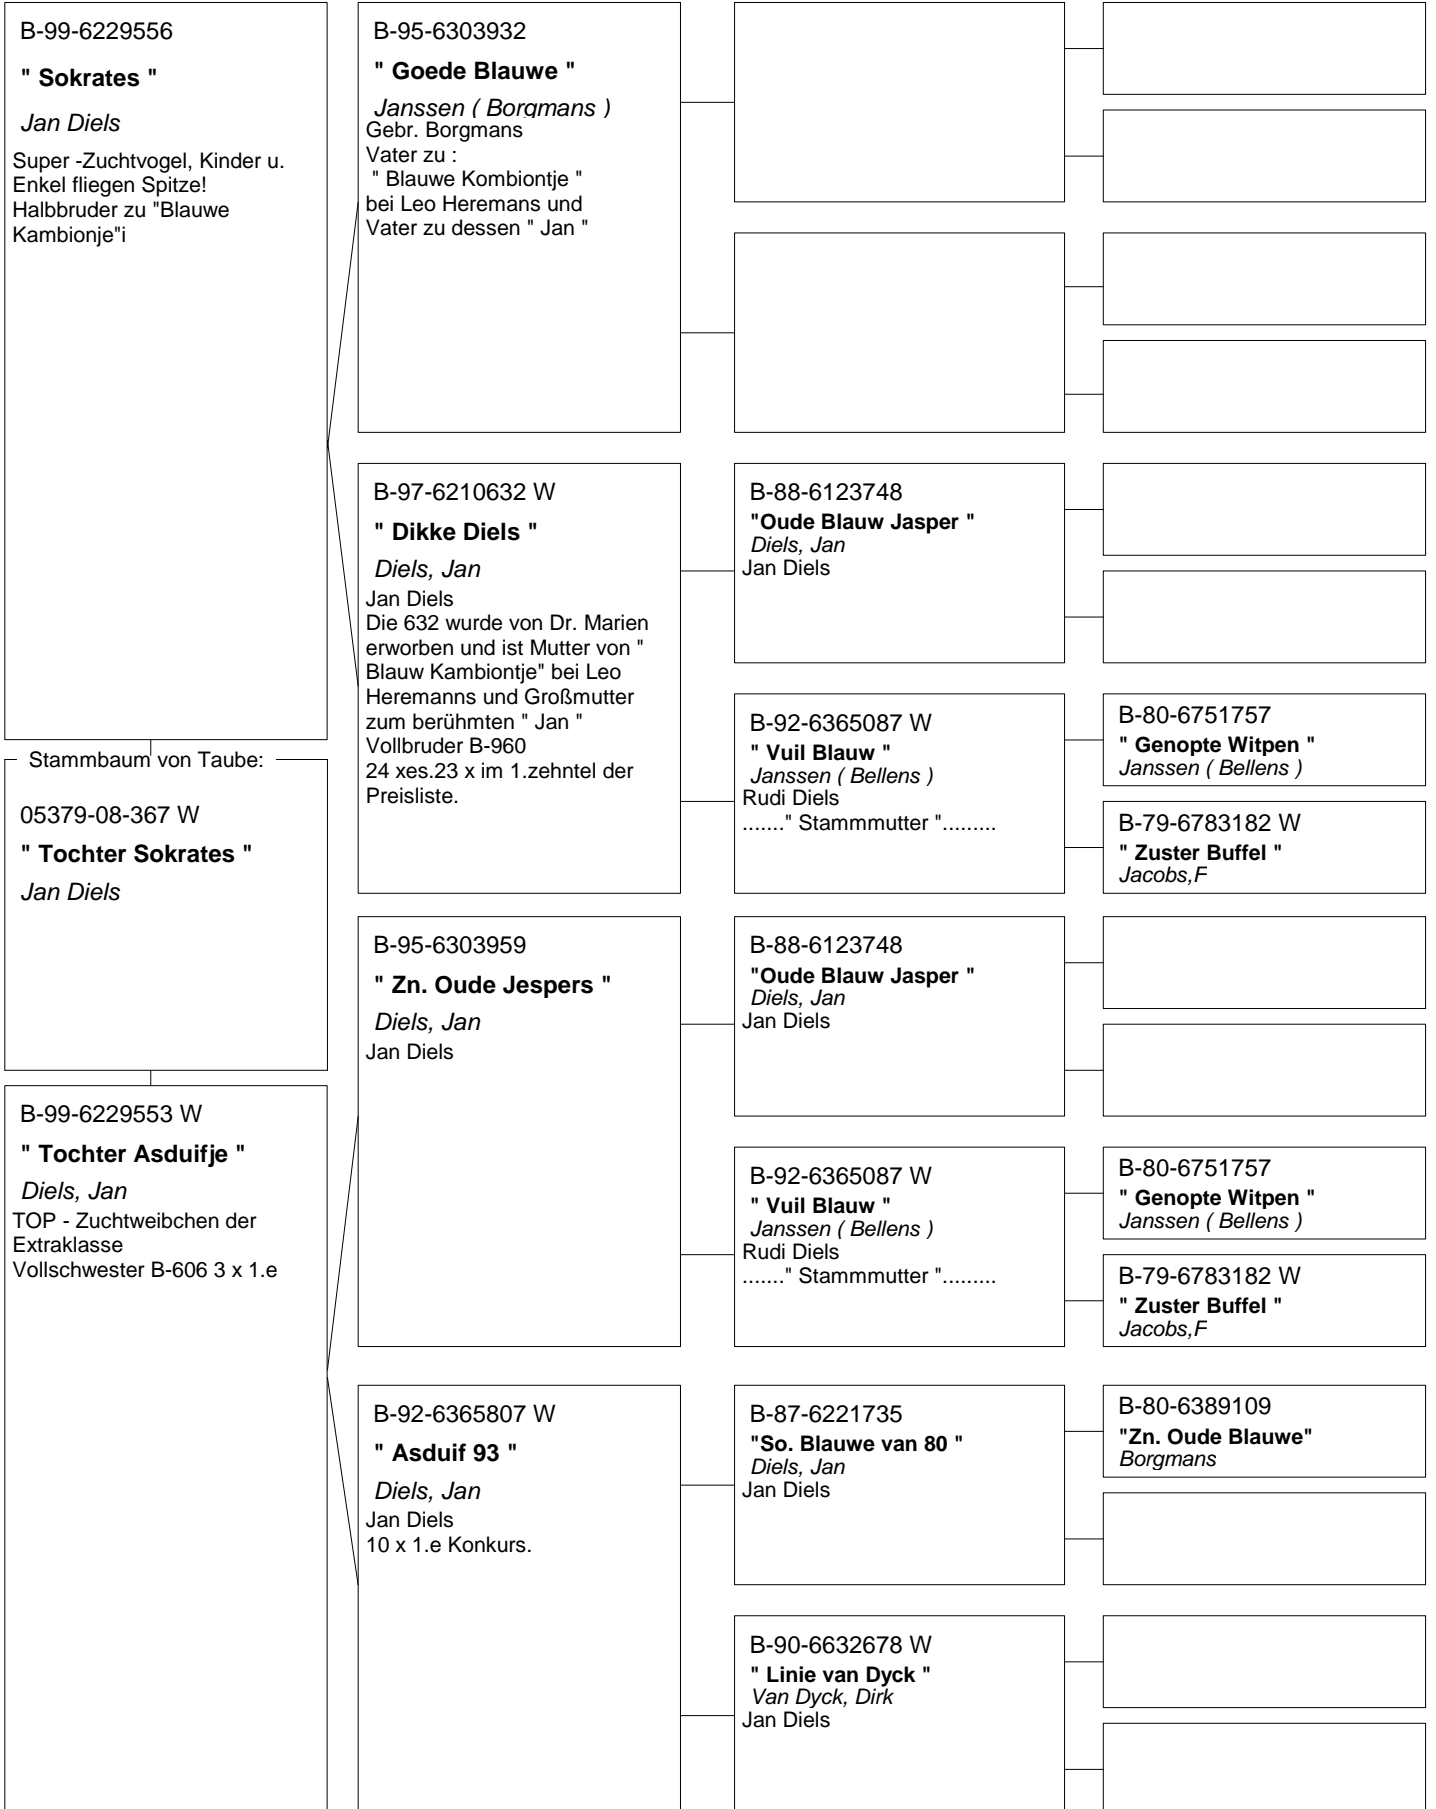 B-99-6229556
" Sokrates "
Jan Diels
Super -Zuchtvogel, Kinder u.
Enkel fliegen Spitze!
Halbbruder zu "Blauwe
Kambionje"i
Stammbaum von Taube:
05379-08-367 W
" Tochter Sokrates "
Jan Diels
B-99-6229553 W
" Tochter Asduifje "
Diels, Jan
TOP - Zuchtweibchen der
Extraklasse
Vollschwester B-606 3 x 1.e
B-95-6303932
" Goede Blauwe "
Janssen ( Borgmans )
Gebr. Borgmans
Vater zu :
" Blauwe Kombiontje "
bei Leo Heremans und
Vater zu dessen " Jan "
B-97-6210632 W
" Dikke Diels "
Diels, Jan
Jan Diels
Die 632 wurde von Dr. Marien
erworben und ist Mutter von "
Blauw Kambiontje" bei Leo
Heremanns und Großmutter
zum berühmten " Jan "
Vollbruder B-960
24 xes.23 x im 1.zehntel der
Preisliste.
B-95-6303959
" Zn. Oude Jespers "
Diels, Jan
Jan Diels
B-92-6365807 W
" Asduif 93 "
Diels, Jan
Jan Diels
10 x 1.e Konkurs.
B-88-6123748
"Oude Blauw Jasper "
Diels, Jan
Jan Diels
B-92-6365087 W
" Vuil Blauw "
Janssen ( Bellens )
Rudi Diels
......." Stammmutter ".........
B-88-6123748
"Oude Blauw Jasper "
Diels, Jan
Jan Diels
B-92-6365087 W
" Vuil Blauw "
Janssen ( Bellens )
Rudi Diels
......." Stammmutter ".........
B-87-6221735
"So. Blauwe van 80 "
Diels, Jan
Jan Diels
B-90-6632678 W
" Linie van Dyck "
Van Dyck, Dirk
Jan Diels
B-80-6751757
" Genopte Witpen "
Janssen ( Bellens )
B-79-6783182 W
" Zuster Buffel "
Jacobs,F
B-80-6751757
" Genopte Witpen "
Janssen ( Bellens )
B-79-6783182 W
" Zuster Buffel "
Jacobs,F
B-80-6389109
"Zn. Oude Blauwe"
Borgmans